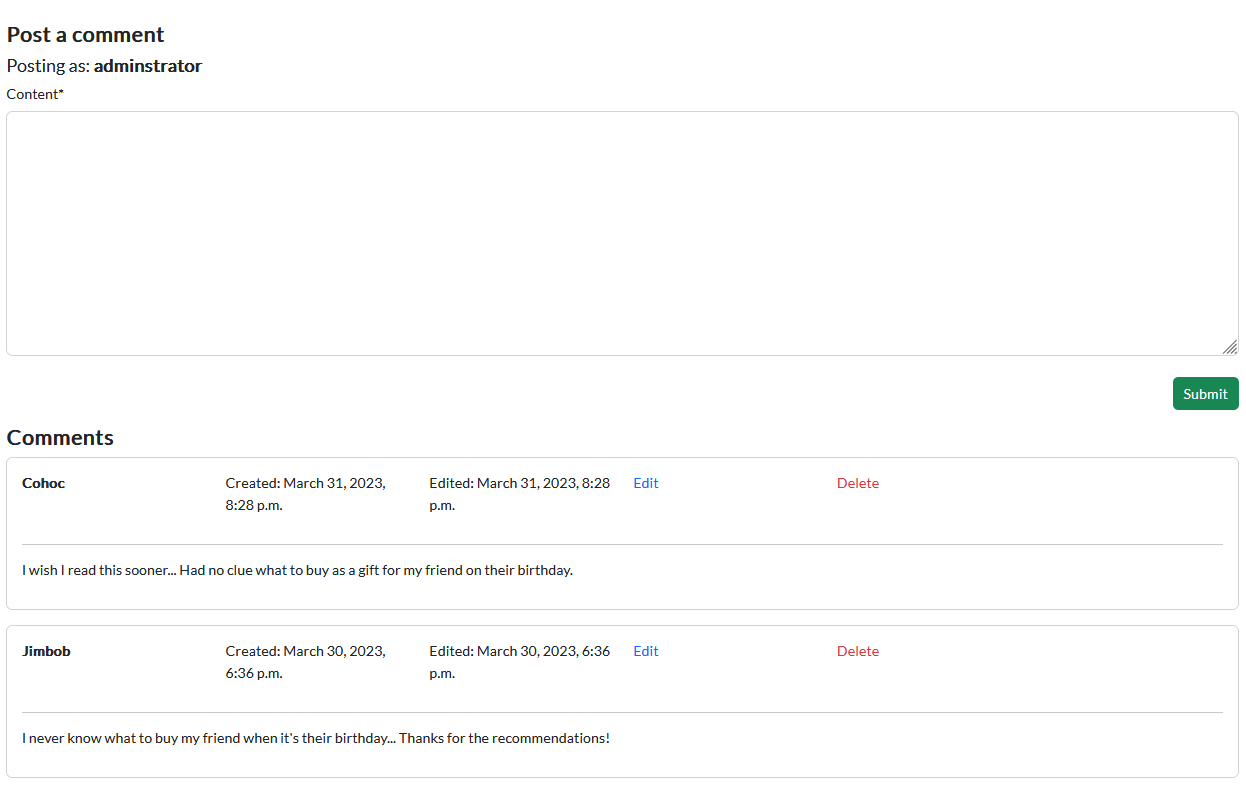 Post a comment
Posting as: adminstrator
Content*
Submit
Comments
Cohoc
Created: March 31, 2023,
8:28 p.m.
Edited: March 31, 2023, 8:28
p.m.
Edit
Delete
I wish I read this sooner... Had no clue what to buy as a gift for my friend on their birthday.
Jimbob
Created: March 30, 2023,
6:36 p.m.
Edited: March 30, 2023, 6:36
p.m.
Edit
Delete
I never know what to buy my friend when it's their birthday... Thanks for the recommendations!